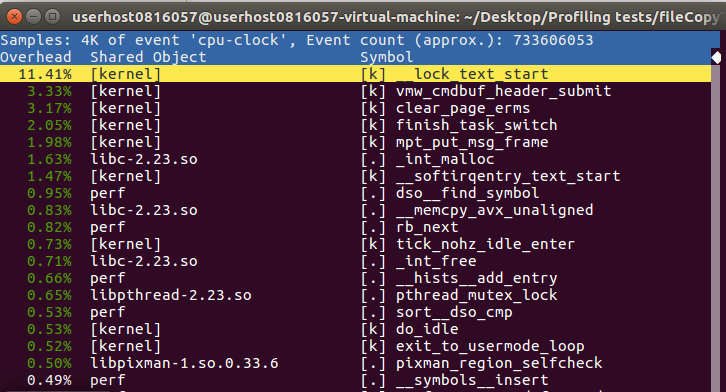 userhost0816057@userhost0816057-virtual-machine: ~/Desktop/Profiling tests/fileCopy
Samples: 4K of event 'cpu-clock', Event count (approx.): 733606053
Overhead Shared Object Symbol
11.41% [kernel] [k] __lock_text_start
3.33% [kernel] [k] vmw_cmdbuf_header_submit
3.17% [kernel] [k] clear_page_erms
2.05% [kernel] [k] finish_task_switch
1.98% [kernel] [k] mpt_put_msg_frame
1.63% libc-2.23.so [.] _int_malloc
1.47% [kernel] [k] __softirqentry_text_start
0.95% perf [.] dso__find_symbol
0.83% libc-2.23.so [.] __memcpy_avx_unaligned
0.82% perf [.] rb_next
0.73% [kernel] [k] tick_nohz_idle_enter
0.71% libc-2.23.so [.] _int_free
0.66% perf [.] __hists__add_entry
0.65% libpthread-2.23.so [.] pthread_mutex_lock
0.53% perf [.] sort__dso_cmp
0.53% [kernel] [k] do_idle
0.52% [kernel] [k] exit_to_usermode_loop
0.50% libpixman-1.so.0.33.6 [.] pixman_region_selfcheck
0.49% perf [.] __symbols__insert